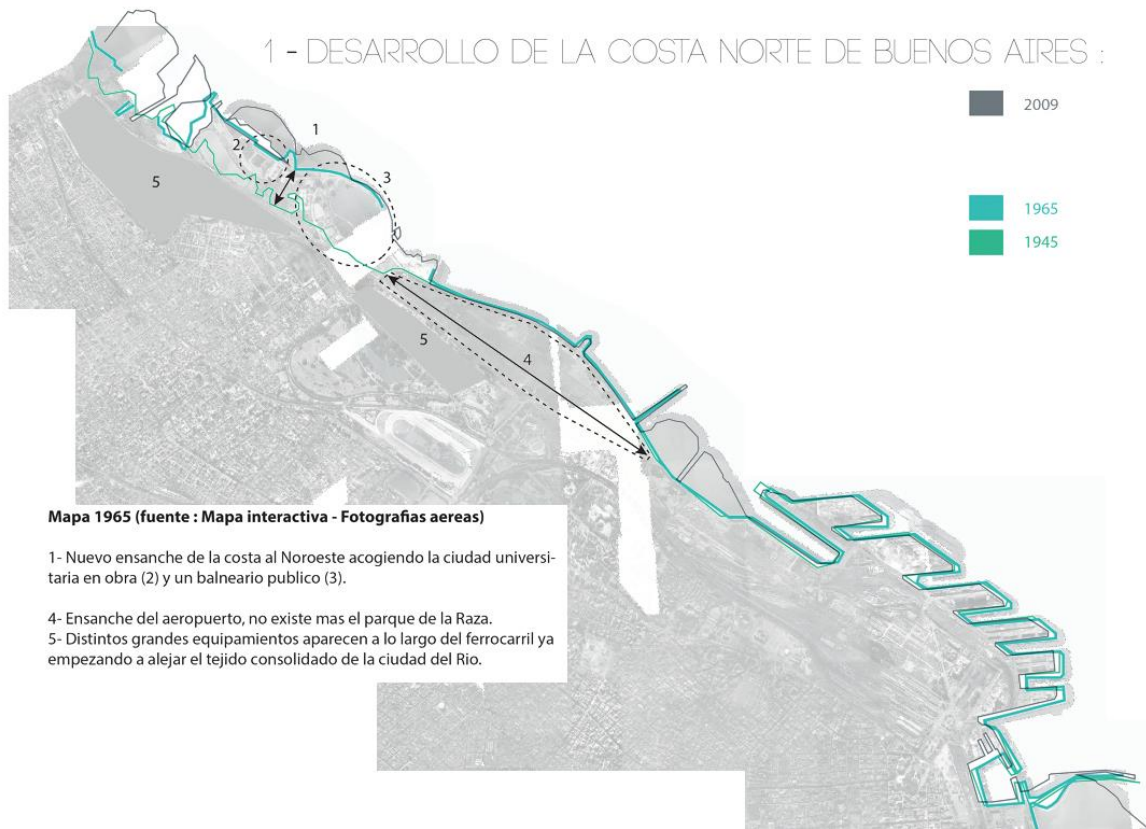 1 - DESARROLLO DE LA COSTA NORTE DE BUENOS AIRES :
2009
1965
1945
1
2
3
5
5
4
Mapa 1965 (fuente : Mapa interactiva - Fotografias aereas)
1- Nuevo ensanche de la costa al Noroeste acogiendo la ciudad universi-
taria en obra (2) y un balneario publico (3).
4- Ensanche del aeropuerto, no existe mas el parque de la Raza.
5- Distintos grandes equipamientos aparecen a lo largo del ferrocarril ya
empezando a alejar el tejido consolidado de la ciudad del Rio.